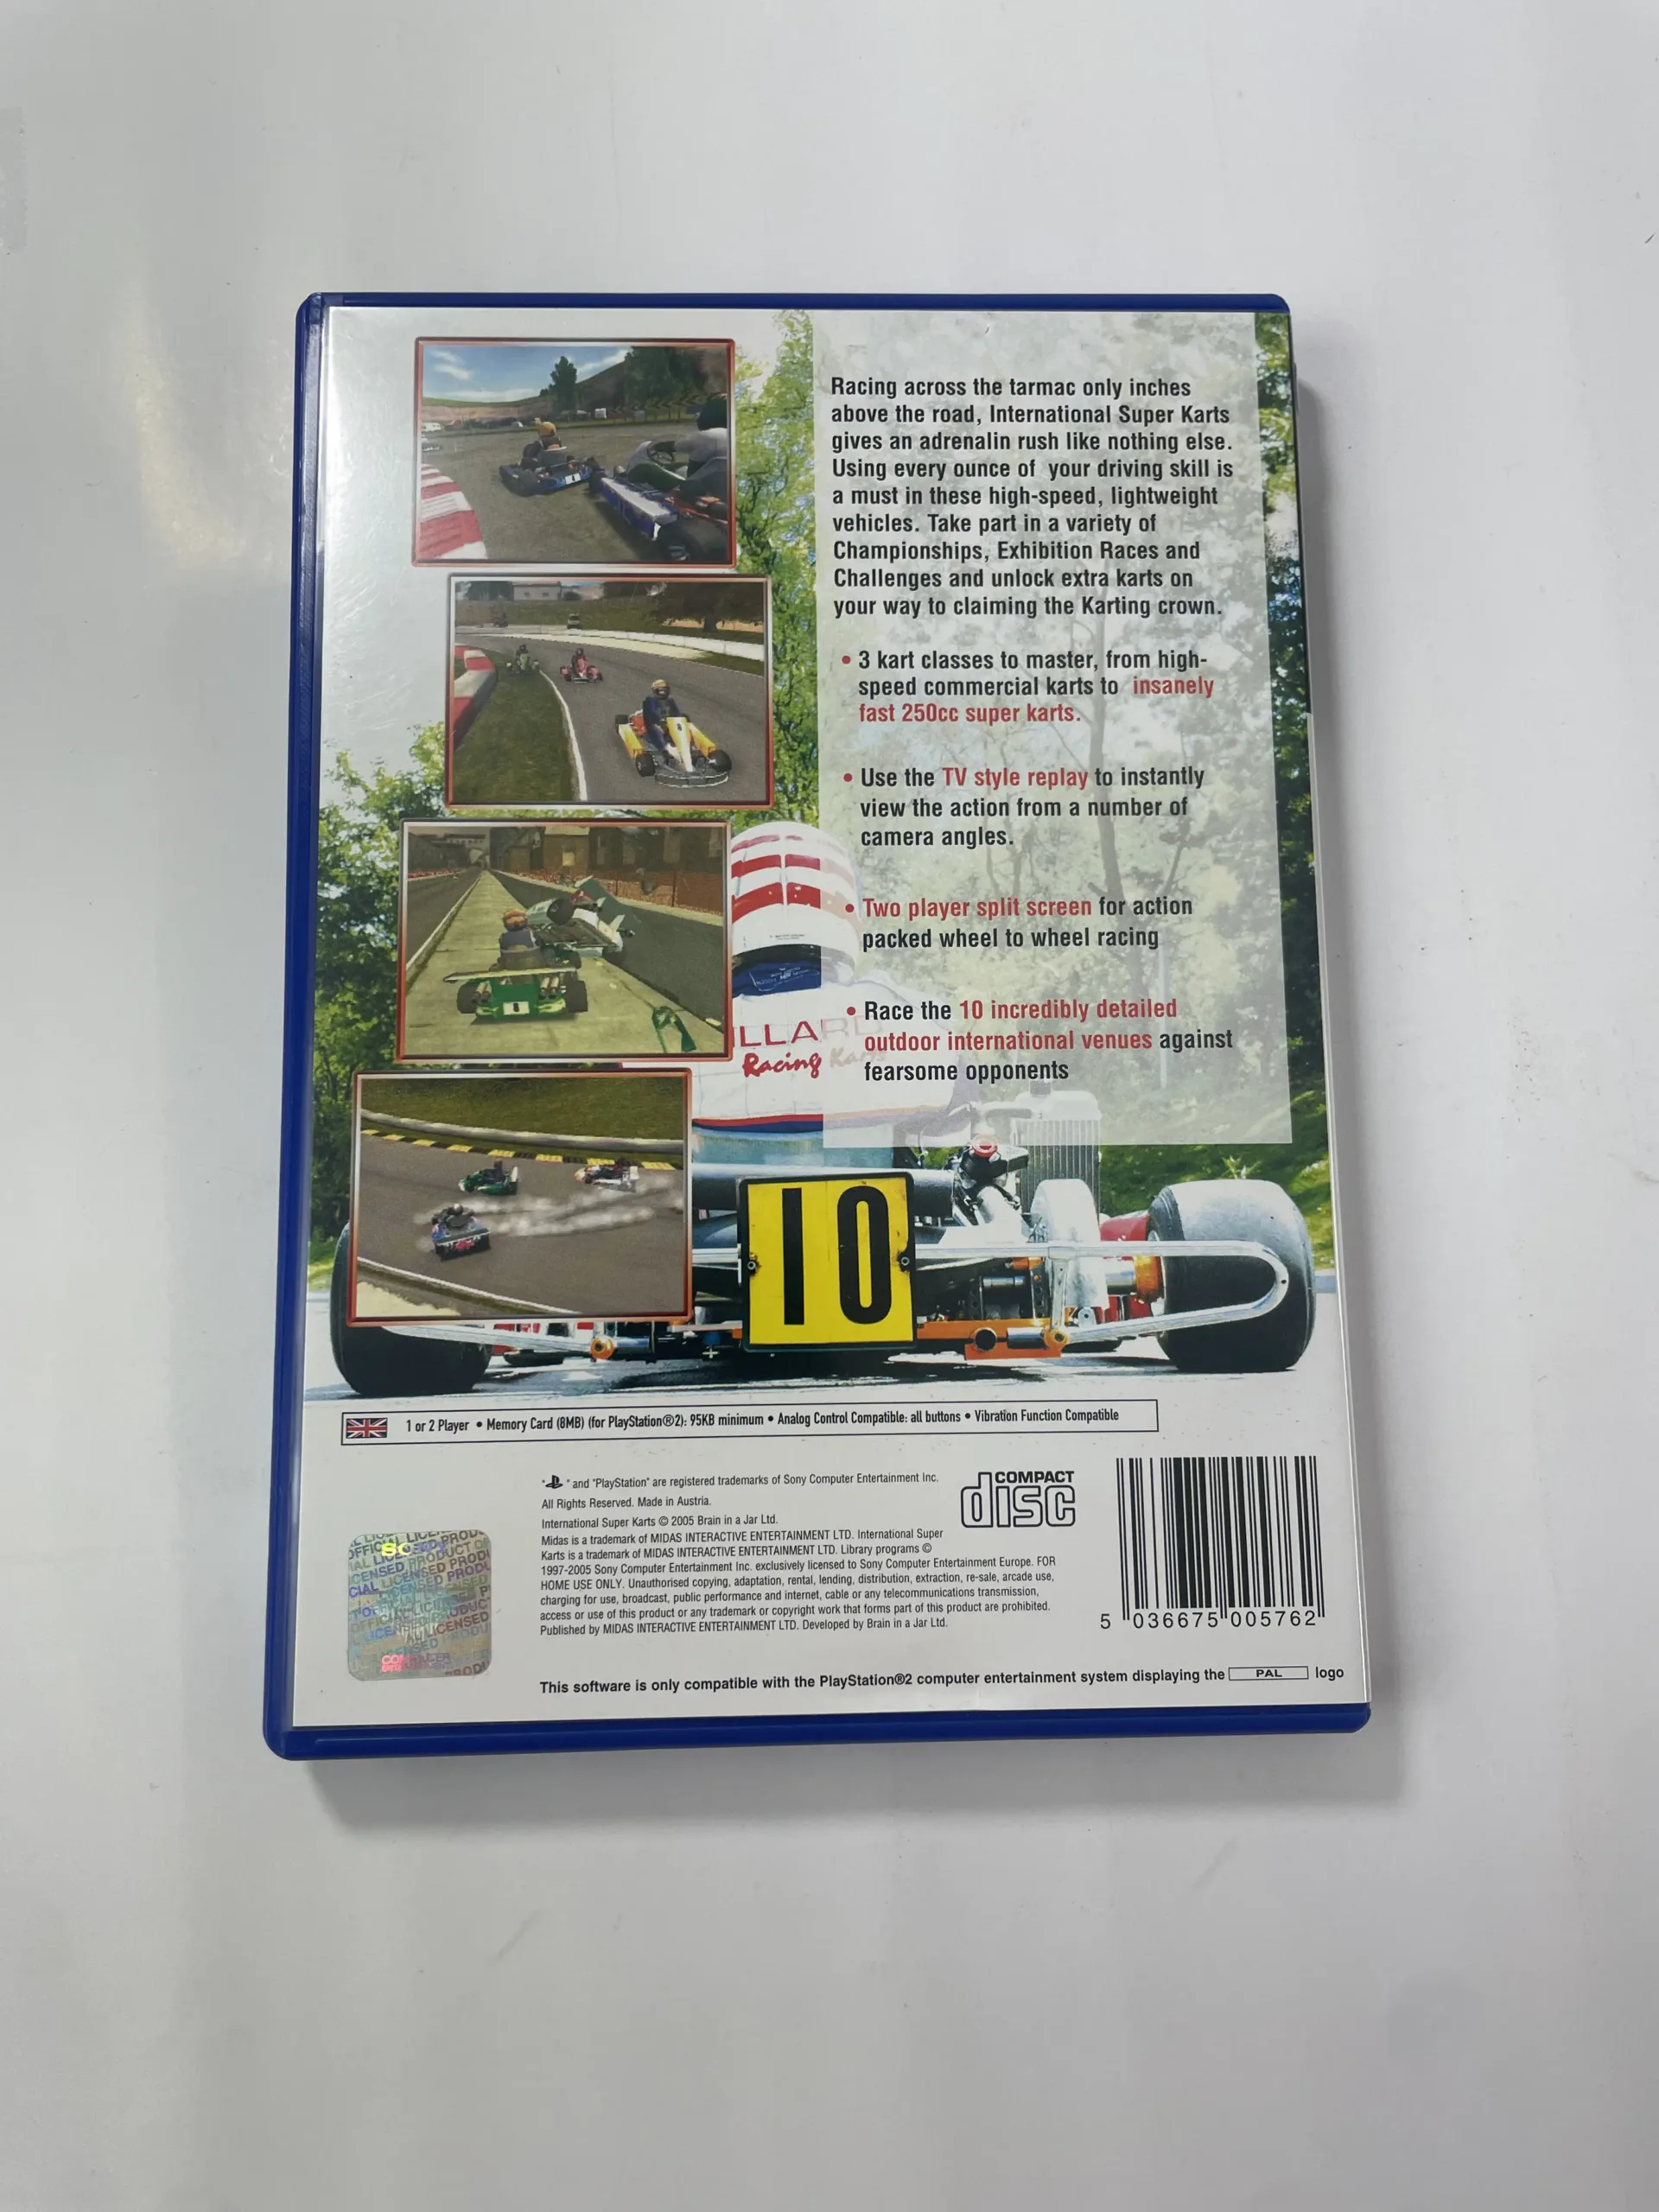 Racing across the tarmac only inches
above the road, International Super Karts
gives an adrenalin rush like nothing else.
Using every ounce of your driving skill is
a must in these high-speed, lightweight
vehicles. Take part in a variety of
Championships, Exhibition Races and
Challenges and unlock extra karts on
your way to claiming the Karting crown.
• 3 kart classes to master, from high-
speed commercial karts to insanely
fast 250cc super karts.
• Use the TV style replay to instantly
view the action from a number of
camera angles.
• Two player split screen for action
packed wheel to wheel racing
• Race the 10 incredibly detailed
outdoor international venues against
fearsome opponents
ILLARD
Racing Karts
10
1 or 2 Player • Memory Card (8MB) (for PlayStation®2): 95KB minimum • Analog Control Compatible: all buttons • Vibration Function Compatible
" " and "PlayStation" are registered trademarks of Sony Computer Entertainment Inc.
All Rights Reserved. Made in Austria.
International Super Karts © 2005 Brain in a Jar Ltd.
Midas is a trademark of MIDAS INTERACTIVE ENTERTAINMENT LTD. International Super
Karts is a trademark of MIDAS INTERACTIVE ENTERTAINMENT LTD. Library programs ©
1997-2005 Sony Computer Entertainment Inc. exclusively licensed to Sony Computer Entertainment Europe. FOR
HOME USE ONLY. Unauthorised copying, adaptation, rental, lending, distribution, extraction, re-sale, arcade use,
charging for use, broadcast, public performance and internet, cable or any telecommunications transmission,
access or use of this product or any trademark or copyright work that forms part of this product are prohibited.
Published by MIDAS INTERACTIVE ENTERTAINMENT LTD. Developed by Brain in a Jar Ltd.
COMPACT
disc
5 036675 005762
This software is only compatible with the PlayStation®2 computer entertainment system displaying the PAL logo